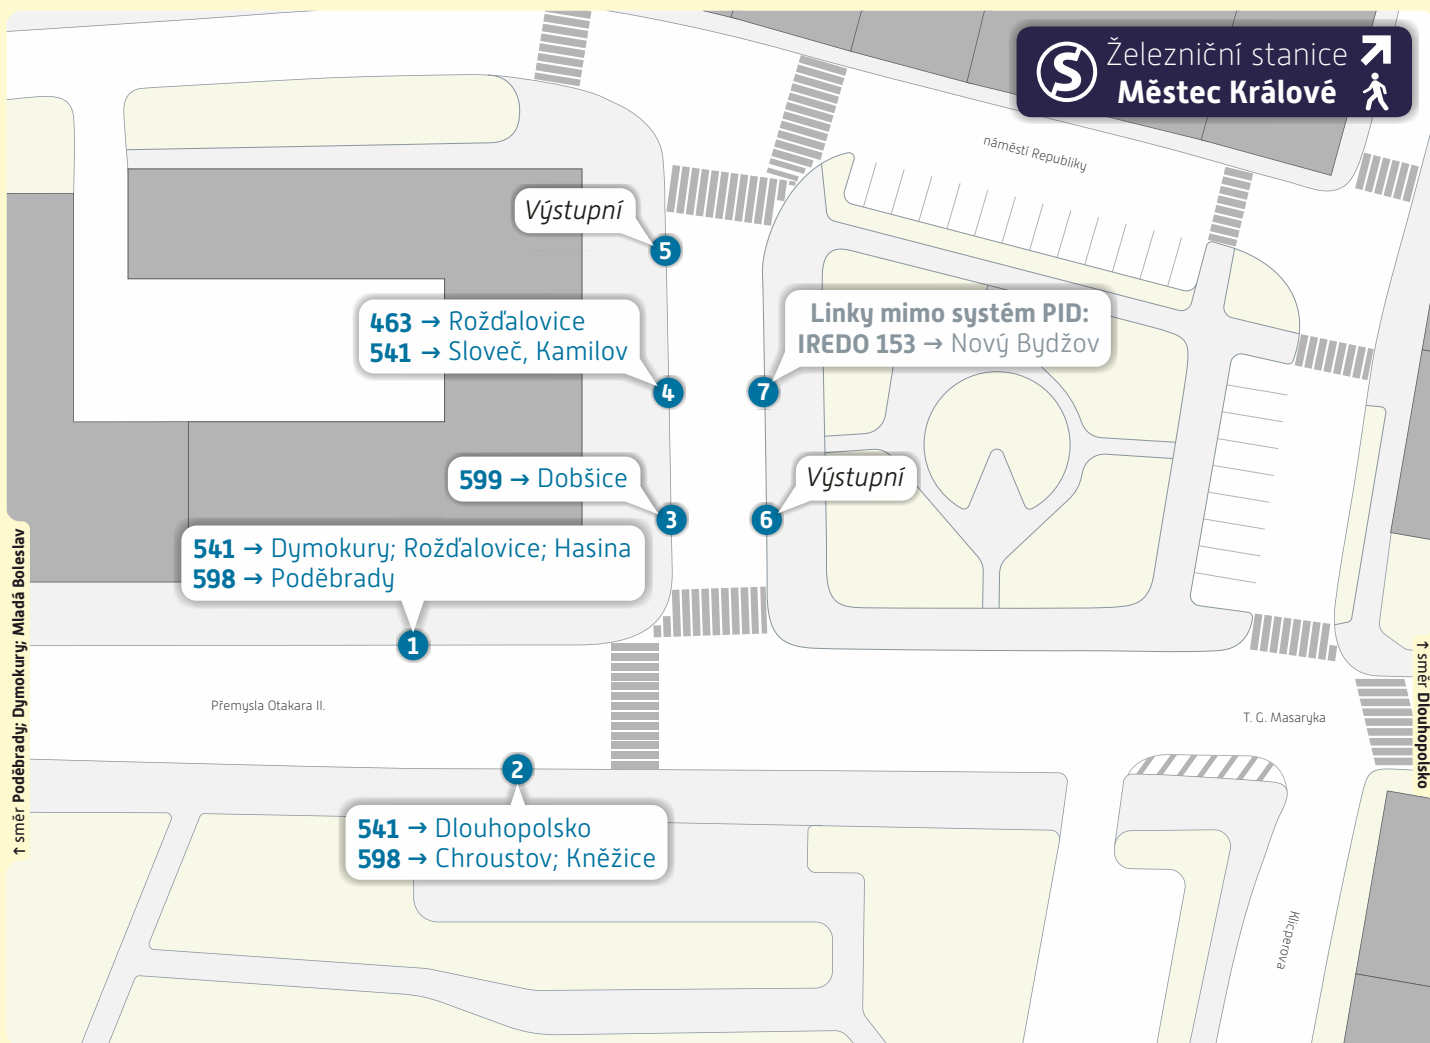 S
Železniční stanice
Městec Králové
náměstí Republiky
Výstupní
5
463 → Rožďalovice
541 → Sloveč, Kamilov
4
Linky mimo systém PID:
IREDO 153 → Nový Bydžov
7
599 → Dobšice
3
Výstupní
6
541 → Dymokury; Rožďalovice; Hasina
598 → Poděbrady
1
↑ směr Poděbrady; Dymokury; Mladá Boleslav
↑ směr Dlouhopolsko
Přemysla Otakara II.
T. G. Masaryka
2
541 → Dlouhopolsko
598 → Chroustov; Kněžice
Klicperova